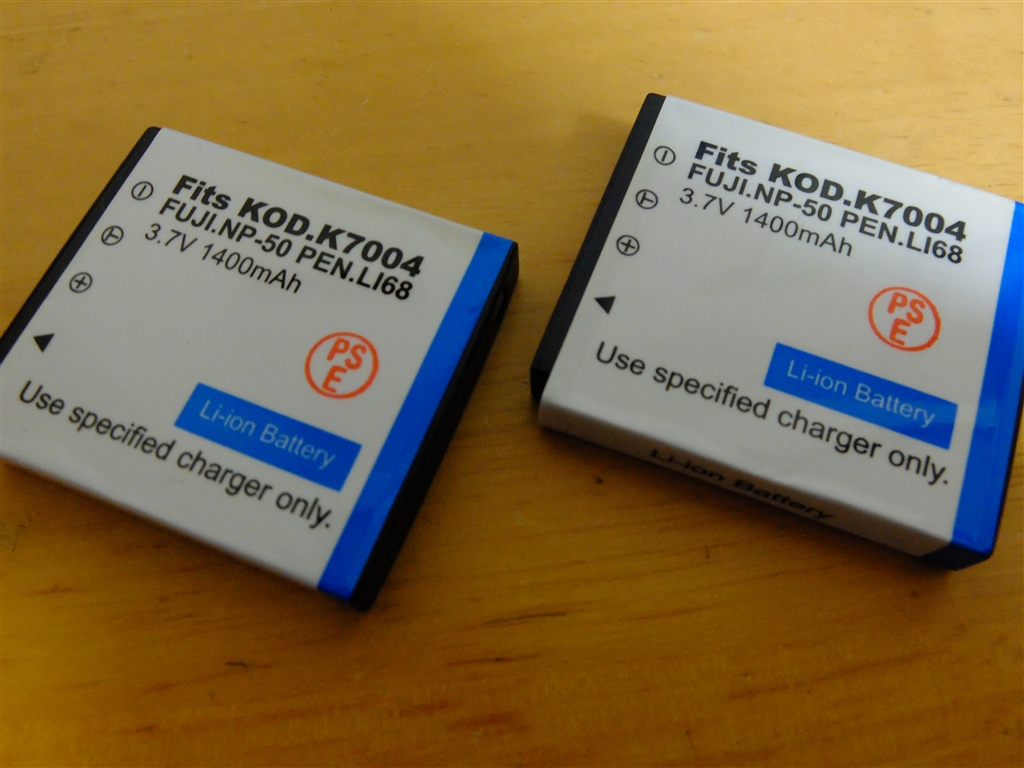 Fits KOD.K7004
FUJI.NP-50 PEN.LI68
3.7V 1400mAh
PS
E
Li-ion Battery
Use specified charger only.
Fits KOD.K7004
FUJI.NP-50 PEN.LI68
3.7V 1400mAh
PS
E
Li-ion Battery
Use specified charger only.
Li-ion Battery